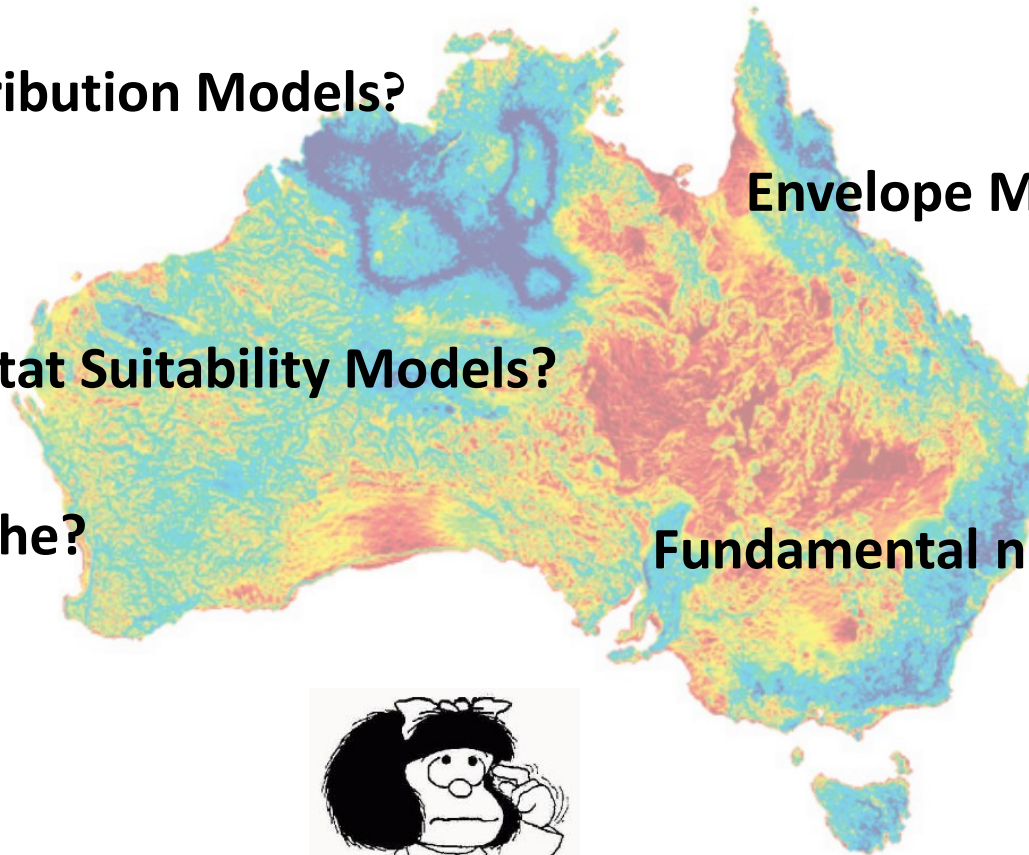 ribution Models?
Envelope M
tat Suitability Models?
he?
Fundamental n